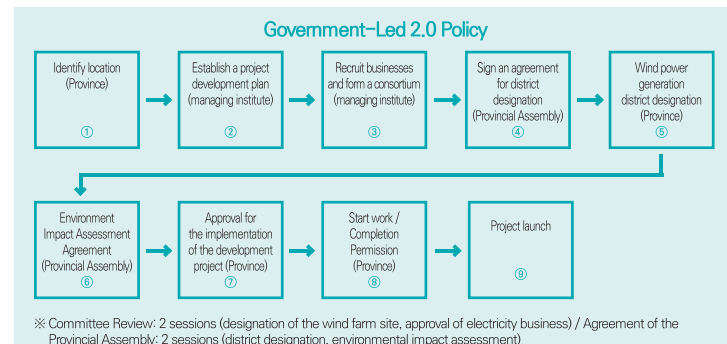 Government-Led 2.0 Policy
Identify location
(Province)
①
Establish a project
development plan
(managing institute)
②
Recruit businesses
and form a consortium
(managing institute)
③
Sign an agreement
for district
designation
(Provincial Assembly)
④
Wind power
generation
district designation
(Province)
⑤
Environment
Impact Assessment
Agreement
(Provincial Assembly)
⑥
Approval for
the implementation
of the development
project (Province)
⑦
Start work /
Completion
Permission
(Province)
⑧
Project launch
⑨
※ Committee Review: 2 sessions (designation of the wind farm site, approval of electricity business) / Agreement of the
Provincial Assembly: 2 sessions (district designation, environmental impact assessment)